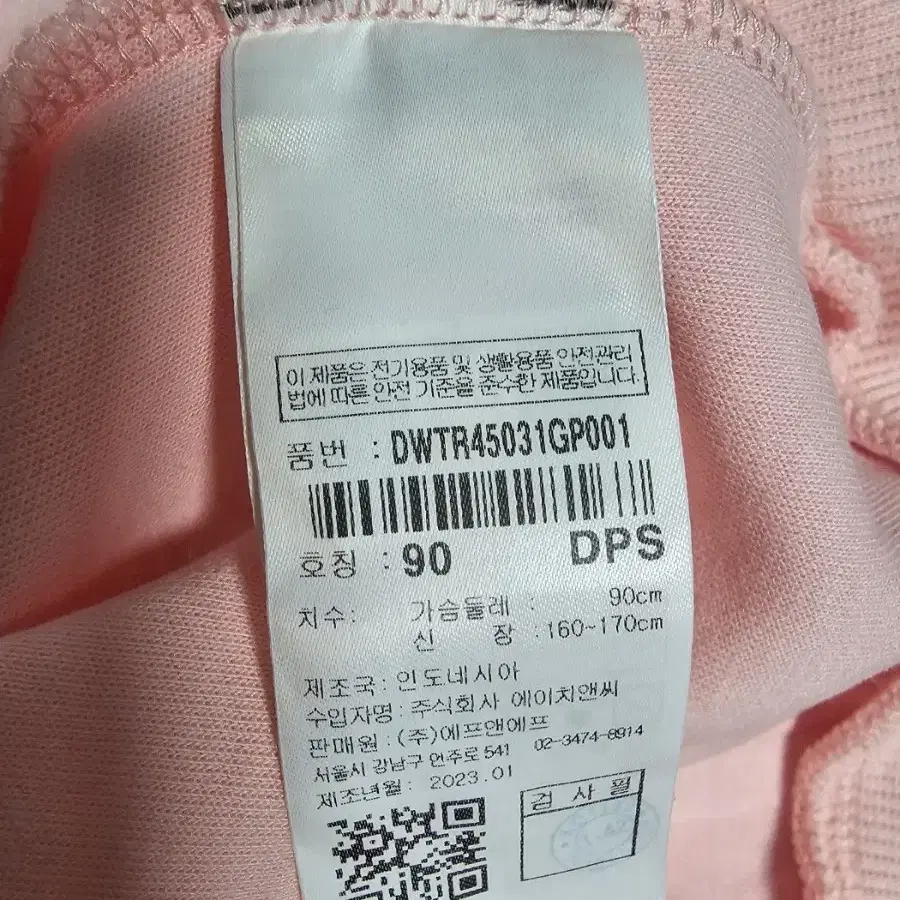 이 제품은 전기용품 및 생활용품 안전관리
법에 따른 안전 기준을 준수한 제품입니다.
품번 : DWTR45031GP001
호칭 : 90 DPS
치수: 가슴둘레 : 90cm
신 장 : 160~170cm
제조국 : 인도네시아
수입자명 : 주식회사 에이치앤씨
판매원 : (주)에프앤에프
서울시 강남구 언주로 541 02-3474-8914
제조년월 : 2023.01
검 사 필